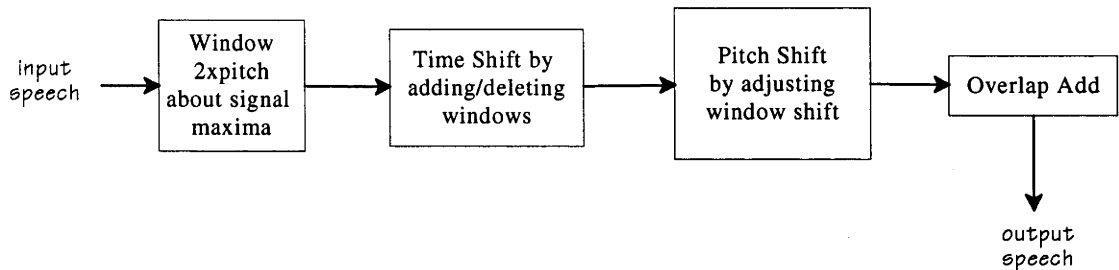 input
speech
Window
2xpitch
about signal
maxima
Time Shift by
adding/deleting
windows
Pitch Shift
by adjusting
window shift
Overlap Add
output
speech